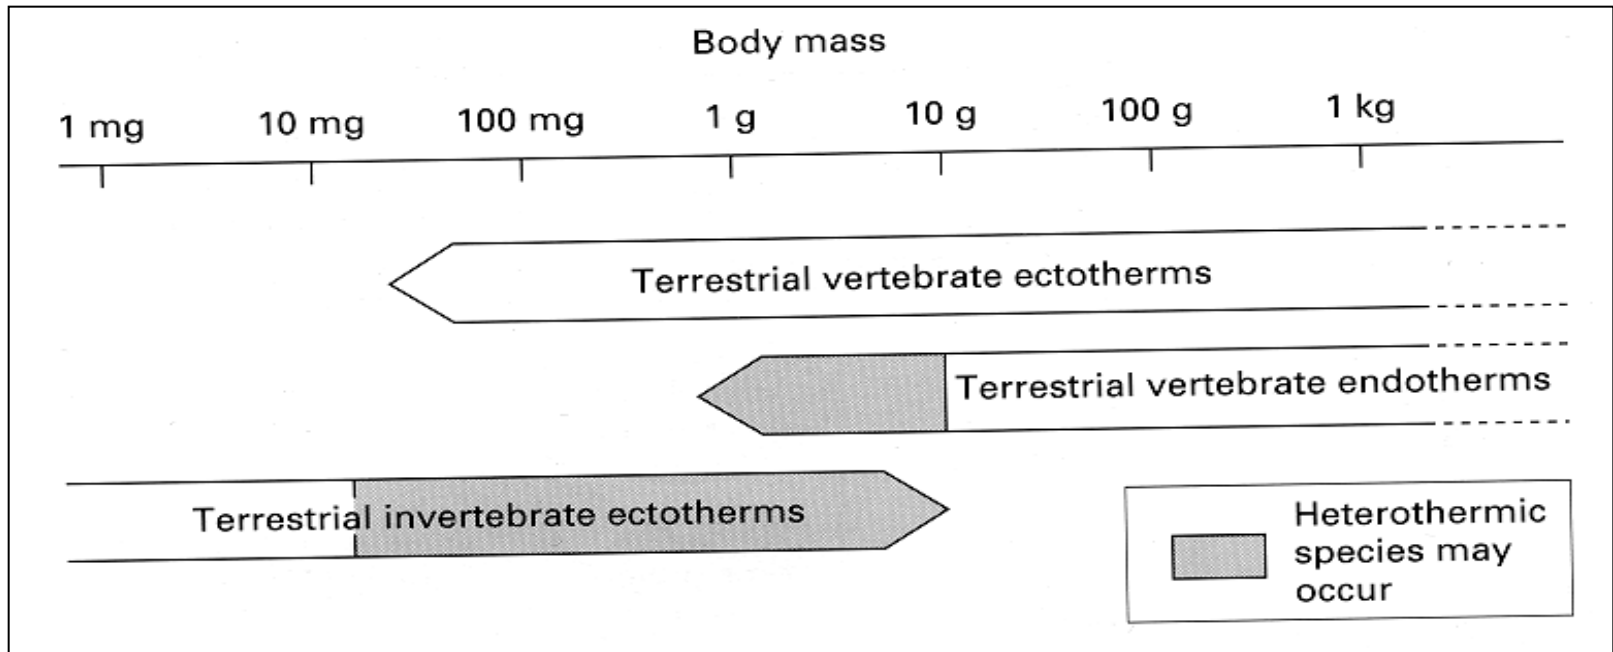 Body mass
1 mg 10 mg 100 mg 1 g 10 g 100 g 1 kg
Terrestrial vertebrate ectotherms
Terrestrial vertebrate endotherms
Terrestrial invertebrate ectotherms
Heterothermic
species may
occur